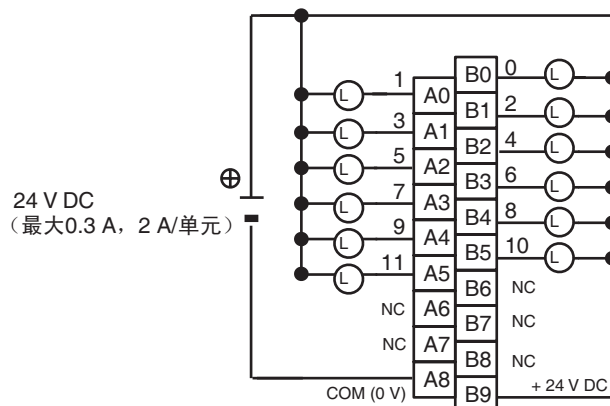 B0 0 L
1 L A0
B1 2 L
3 L A1
B2 4 L
5 L A2
B3 6 L
7 L A3
B4 8 L
9 L A4
B5 10 L
11 L A5
B6 NC
NC A6
B7 NC
NC A7
B8 NC
COM (0 V) A8
B9 + 24 V DC
⊕
24 V DC
（最大0.3 A，2 A/单元）